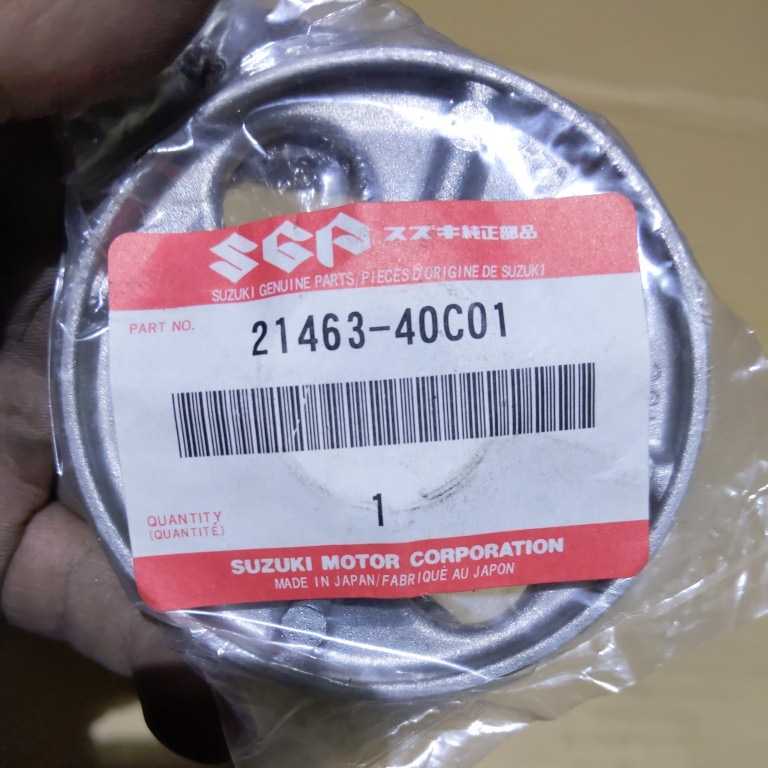 SGP スズキ純正部品
SUZUKI GENUINE PARTS/PIECES D'ORIGINE DE SUZUKI
PART NO. 21463-40C01
QUANTITY 1
(QUANTITÉ)
SUZUKI MOTOR CORPORATION
MADE IN JAPAN/FABRIQUÉ AU JAPON